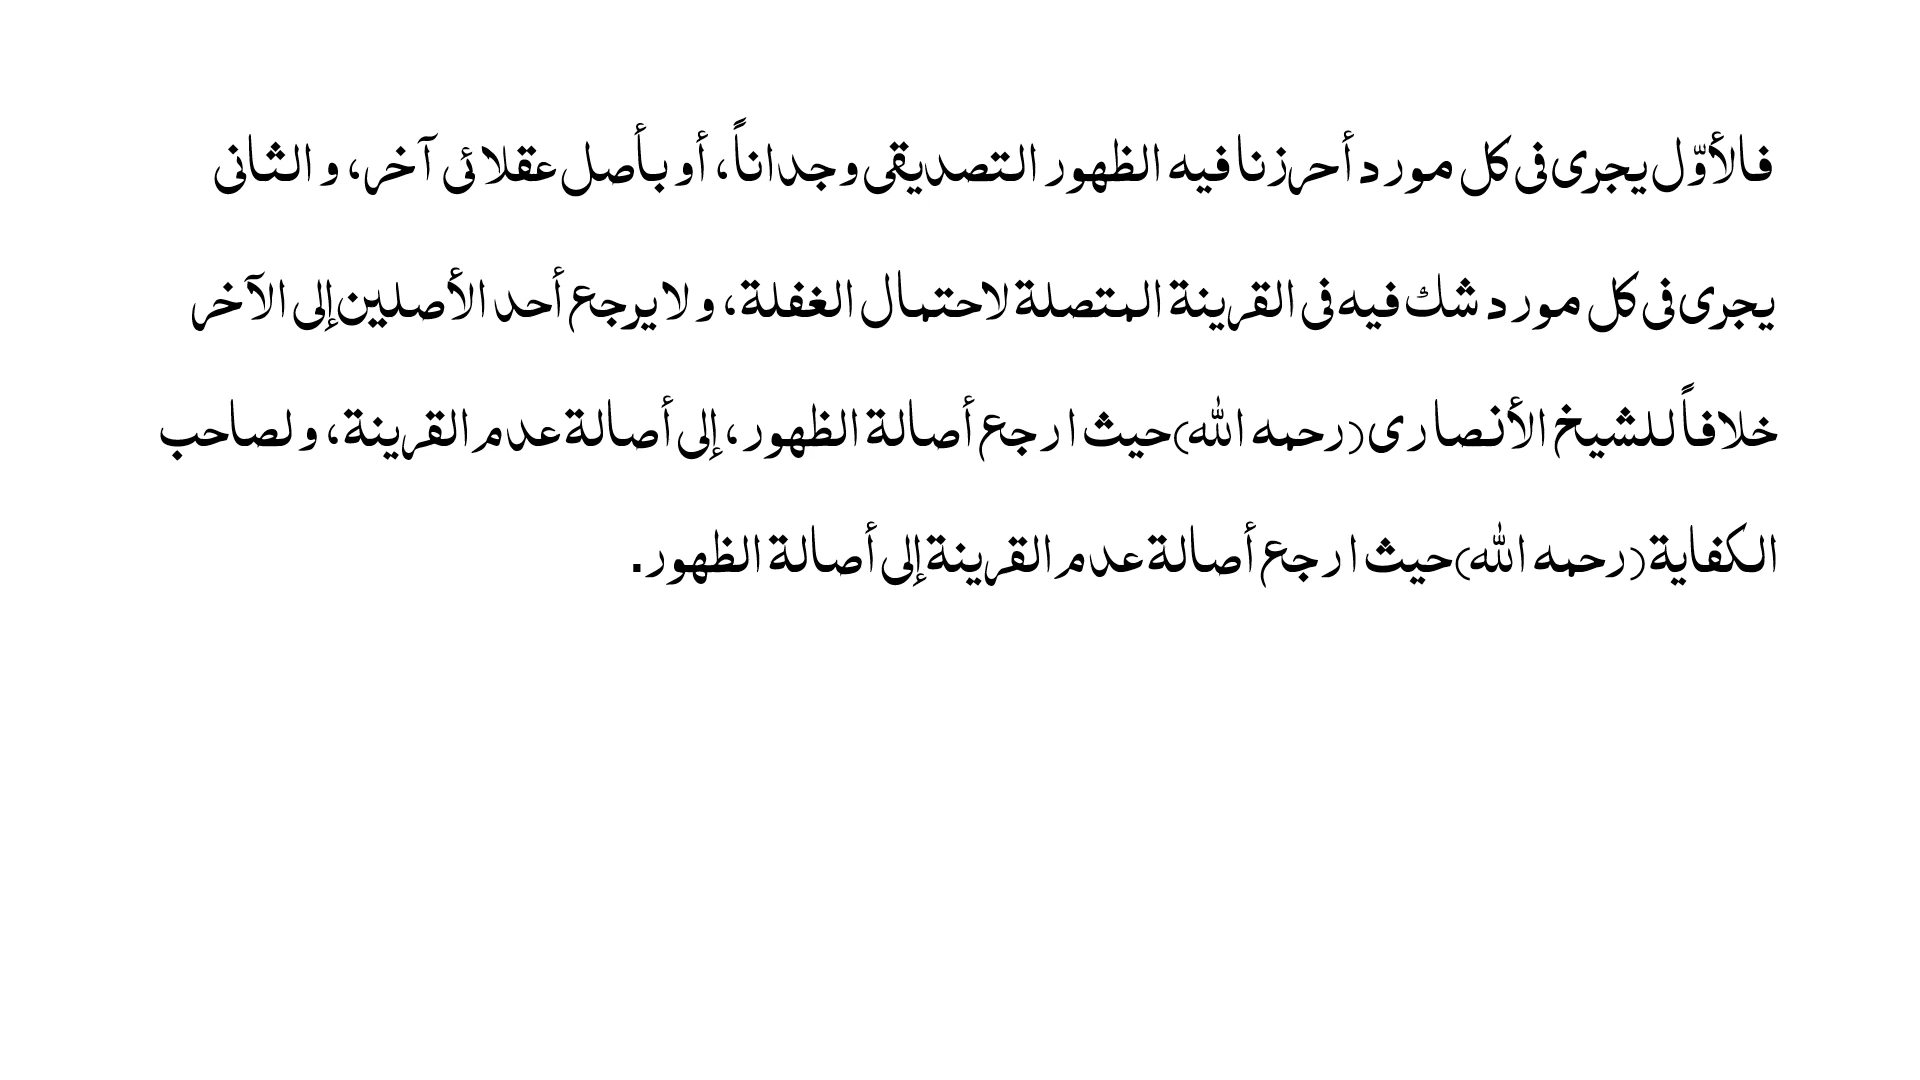 فالأوّل يجرى فى كل مورد أحرزنا فيه الظهور التصديقى وجداناً، أو بأصل عقلائى آخر، و الثانى
يجرى فى كل مورد شك فيه فى القرينة المتصلة لاحتمال الغفلة، و لا يرجع أحد الأصلين إلى الآخر
خلافاً للشيخ الأنصارى (رحمه الله) حيث ارجع أصالة الظهور، إلى أصالة عدم القرينة، و لصاحب
الكفاية (رحمه الله) حيث ارجع أصالة عدم القرينة إلى أصالة الظهور.